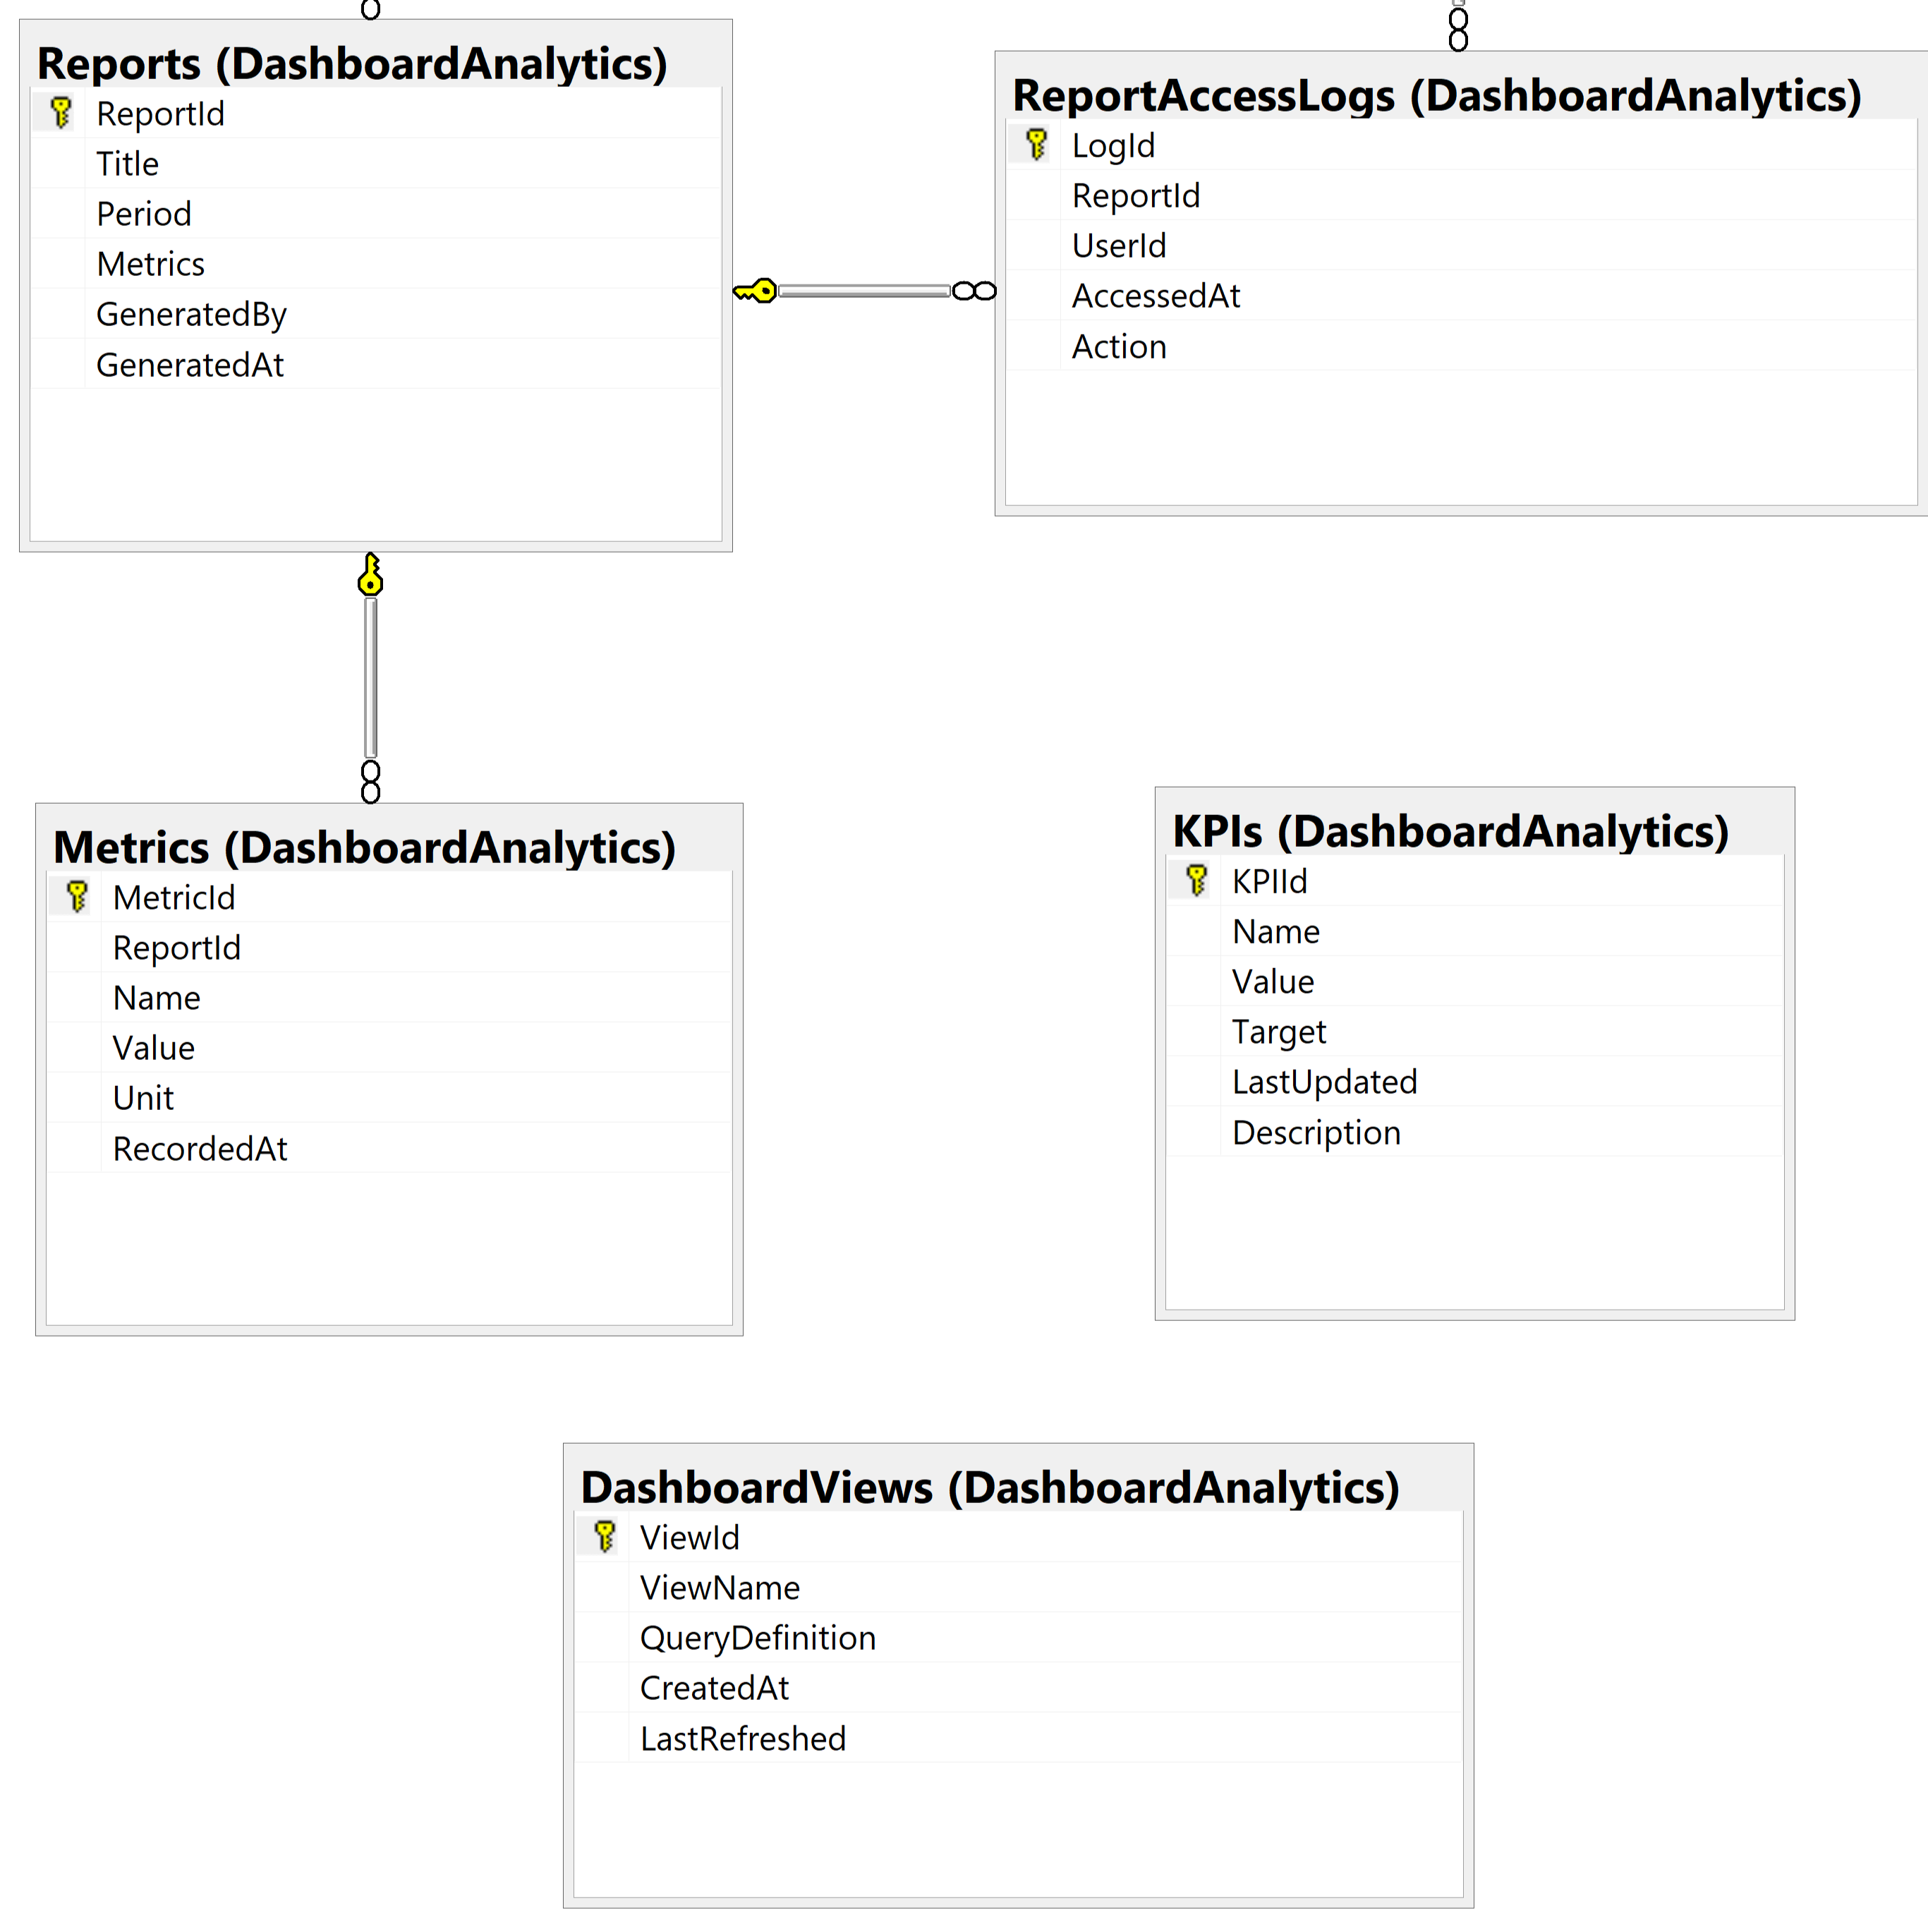 Reports (DashboardAnalytics)
ReportId
Title
Period
Metrics
GeneratedBy
GeneratedAt
ReportAccessLogs (DashboardAnalytics)
LogId
ReportId
UserId
AccessedAt
Action
Metrics (DashboardAnalytics)
MetricId
ReportId
Name
Value
Unit
RecordedAt
KPIs (DashboardAnalytics)
KPIId
Name
Value
Target
LastUpdated
Description
DashboardViews (DashboardAnalytics)
ViewId
ViewName
QueryDefinition
CreatedAt
LastRefreshed